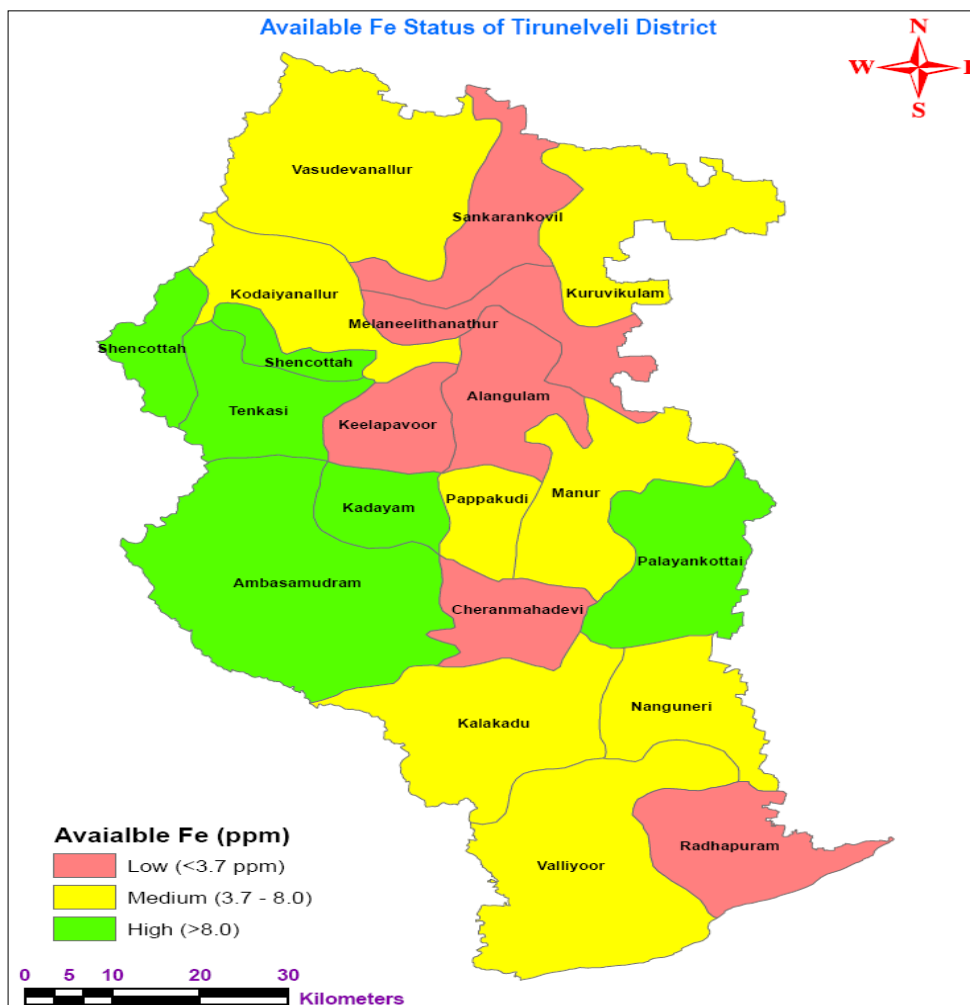 Available Fe Status of Tirunelveli District
N
W
S
Vasudevanallur
Sankarankovil
Kodaiyanallur
Kuruvikulam
Melaneelithanathur
Shencottah
Shencottah
Tenkasi
Alangulam
Keelapavoor
Kadayam
Pappakudi
Manur
Palayankottai
Ambasamudram
Cheranmahadevi
Kalakadu
Nanguneri
Valliyoor
Radhapuram
Avaialble Fe (ppm)
Low (<3.7 ppm)
Medium (3.7 - 8.0)
High (>8.0)
0 5 10 20 30
Kilometers